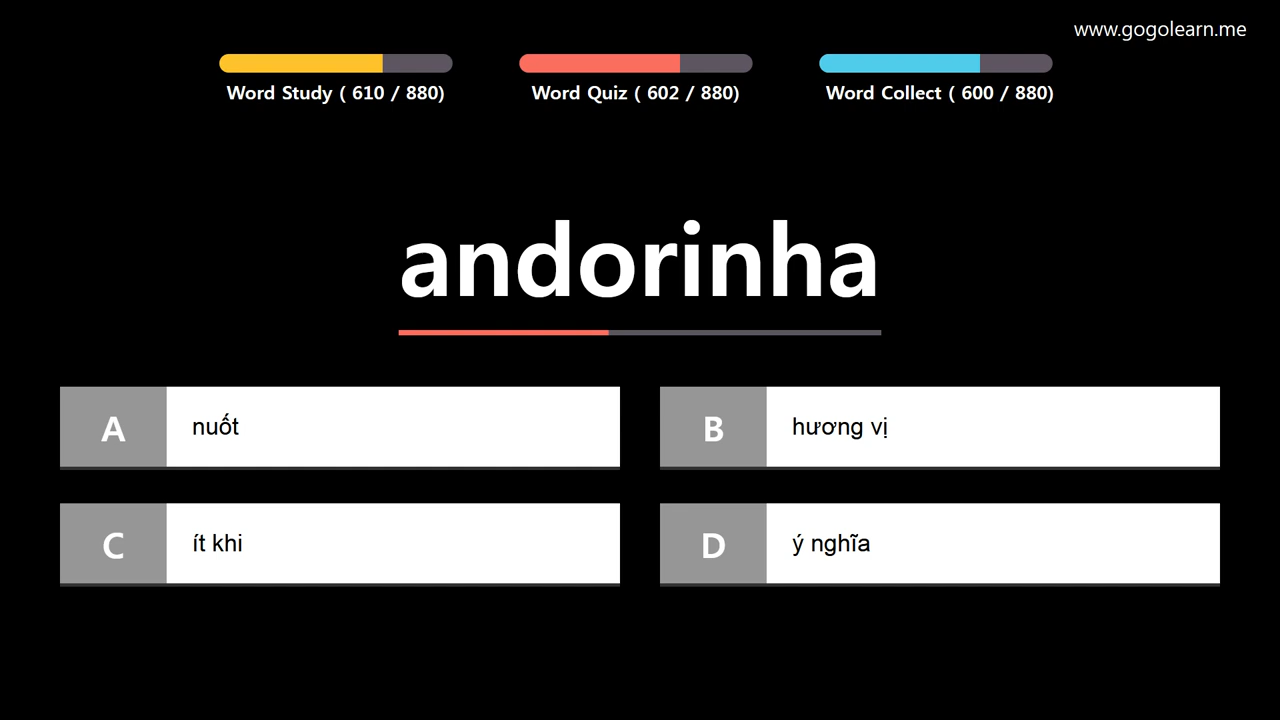 www.gogolearn.me
Word Study ( 610 / 880)
Word Quiz ( 602 / 880)
Word Collect ( 600 / 880)
andorinha
A nuốt
B hương vị
C ít khi
D ý nghĩa